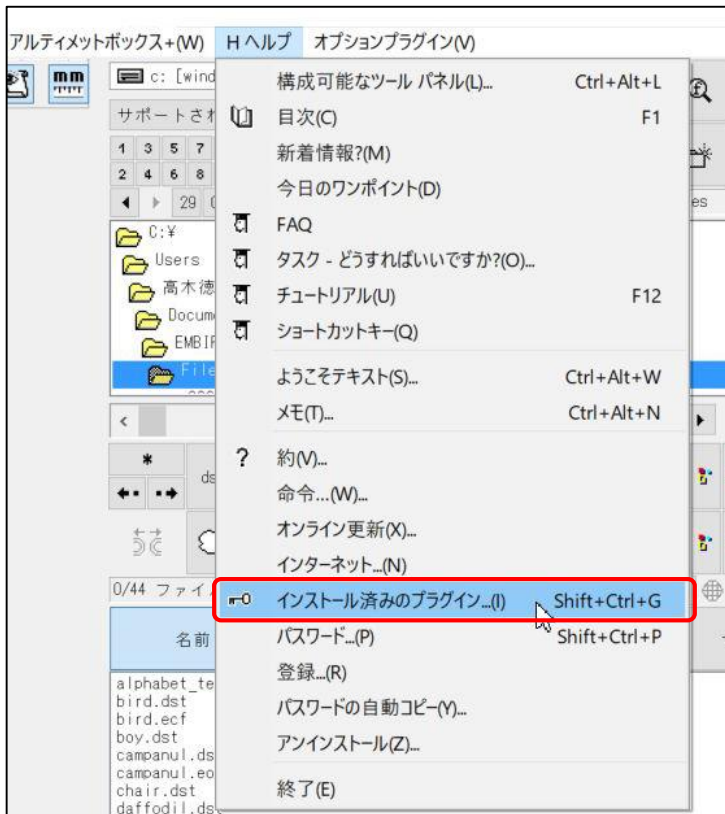 アルティメットボックス+(W) H ヘルプ オプションプラグイン(V)
mm
c: [wind
サポートされ
1 3 5 7
2 4 6 8
29
C:¥
Users
高木徳
Docum
EMBIF
File
0/44 ファイ
名前
alphabet_te
bird.dst
bird.ecf
boy.dst
campanul.ds
campanul.eo
chair.dst
daffodil.ds
構成可能なツール パネル(L)... Ctrl+Alt+L
目次(C) F1
新着情報?(M)
今日のワンポイント(D)
FAQ
タスク - どうすればいいですか?(O)...
チュートリアル(U) F12
ショートカットキー(Q)
ようこそテキスト(S)... Ctrl+Alt+W
メモ(T)... Ctrl+Alt+N
? 約(V)...
命令...(W)...
オンライン更新(X)...
インターネット...(N)
インストール済みのプラグイン...(I) Shift+Ctrl+G
パスワード...(P) Shift+Ctrl+P
登録...(R)
パスワードの自動コピー(Y)...
アンインストール(Z)...
終了(E)
es